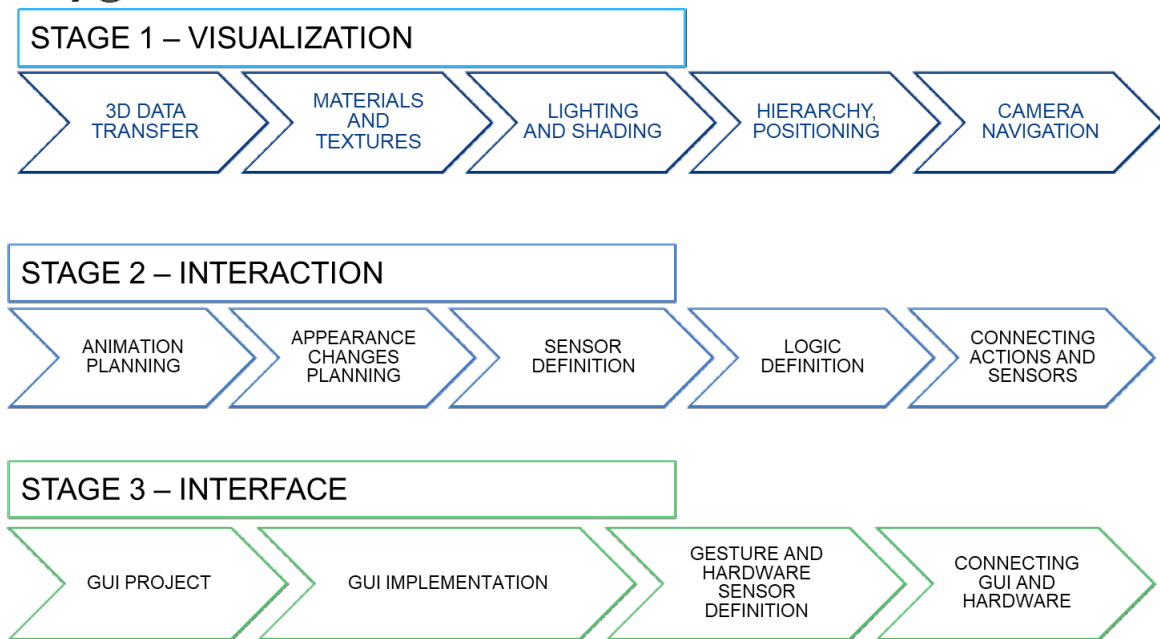 STAGE 1 – VISUALIZATION
3D DATA
TRANSFER
MATERIALS
AND
TEXTURES
LIGHTING
AND SHADING
HIERARCHY,
POSITIONING
CAMERA
NAVIGATION
STAGE 2 – INTERACTION
ANIMATION
PLANNING
APPEARANCE
CHANGES
PLANNING
SENSOR
DEFINITION
LOGIC
DEFINITION
CONNECTING
ACTIONS AND
SENSORS
STAGE 3 – INTERFACE
GUI PROJECT
GUI IMPLEMENTATION
GESTURE AND
HARDWARE
SENSOR
DEFINITION
CONNECTING
GUI AND
HARDWARE